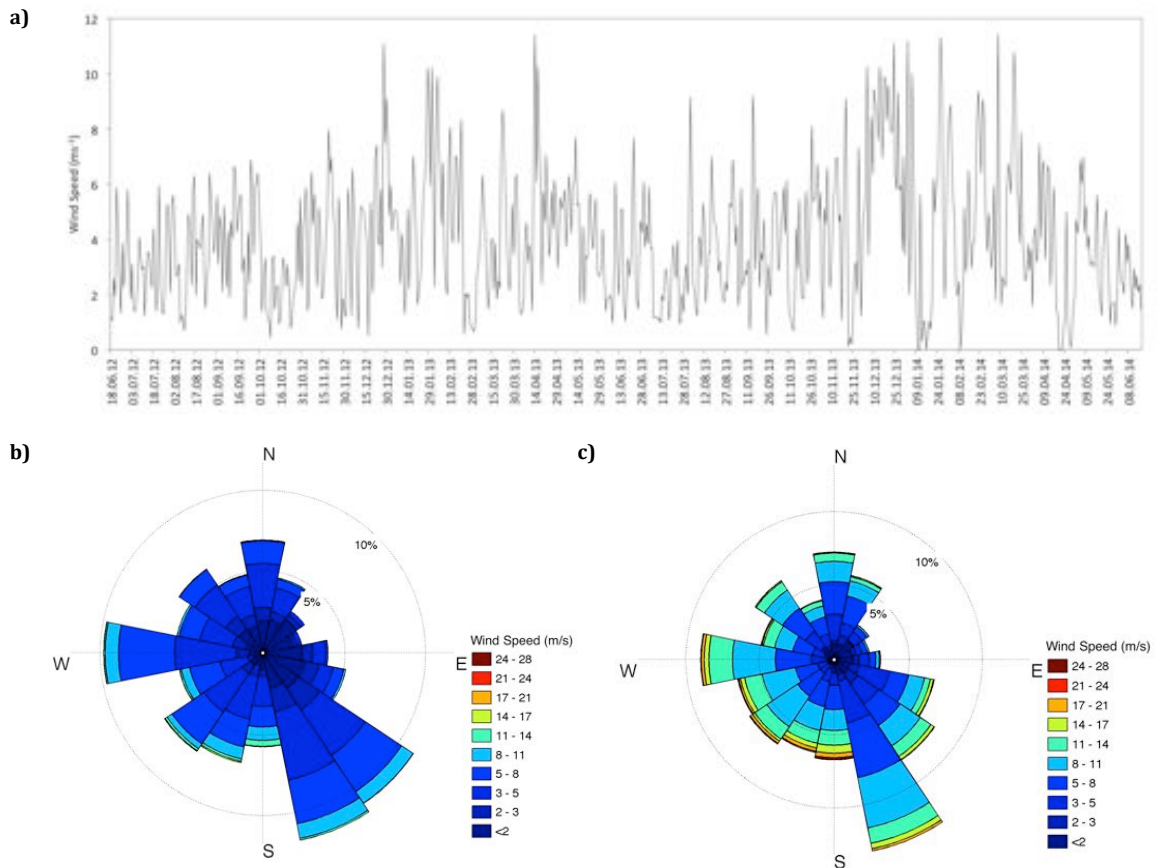 a)
12
10
8
6
4
2
0
Wind Speed (ms⁻¹)
18.06.12
03.07.12
18.07.12
02.08.12
17.08.12
01.09.12
16.09.12
01.10.12
16.10.12
31.10.12
15.11.12
30.11.12
15.12.12
30.12.12
14.01.13
29.01.13
13.02.13
28.02.13
15.03.13
30.03.13
14.04.13
29.04.13
14.05.13
29.05.13
13.06.13
28.06.13
13.07.13
28.07.13
12.08.13
27.08.13
11.09.13
26.09.13
11.10.13
26.10.13
10.11.13
25.11.13
10.12.13
25.12.13
09.01.14
24.01.14
08.02.14
23.02.14
10.03.14
25.03.14
09.04.14
24.04.14
09.05.14
24.05.14
08.06.14
b)
N
10%
5%
W
E
S
Wind Speed (m/s)
24 - 28
21 - 24
17 - 21
14 - 17
11 - 14
8 - 11
5 - 8
3 - 5
2 - 3
<2
c)
N
10%
5%
W
E
S
Wind Speed (m/s)
24 - 28
21 - 24
17 - 21
14 - 17
11 - 14
8 - 11
5 - 8
3 - 5
2 - 3
<2